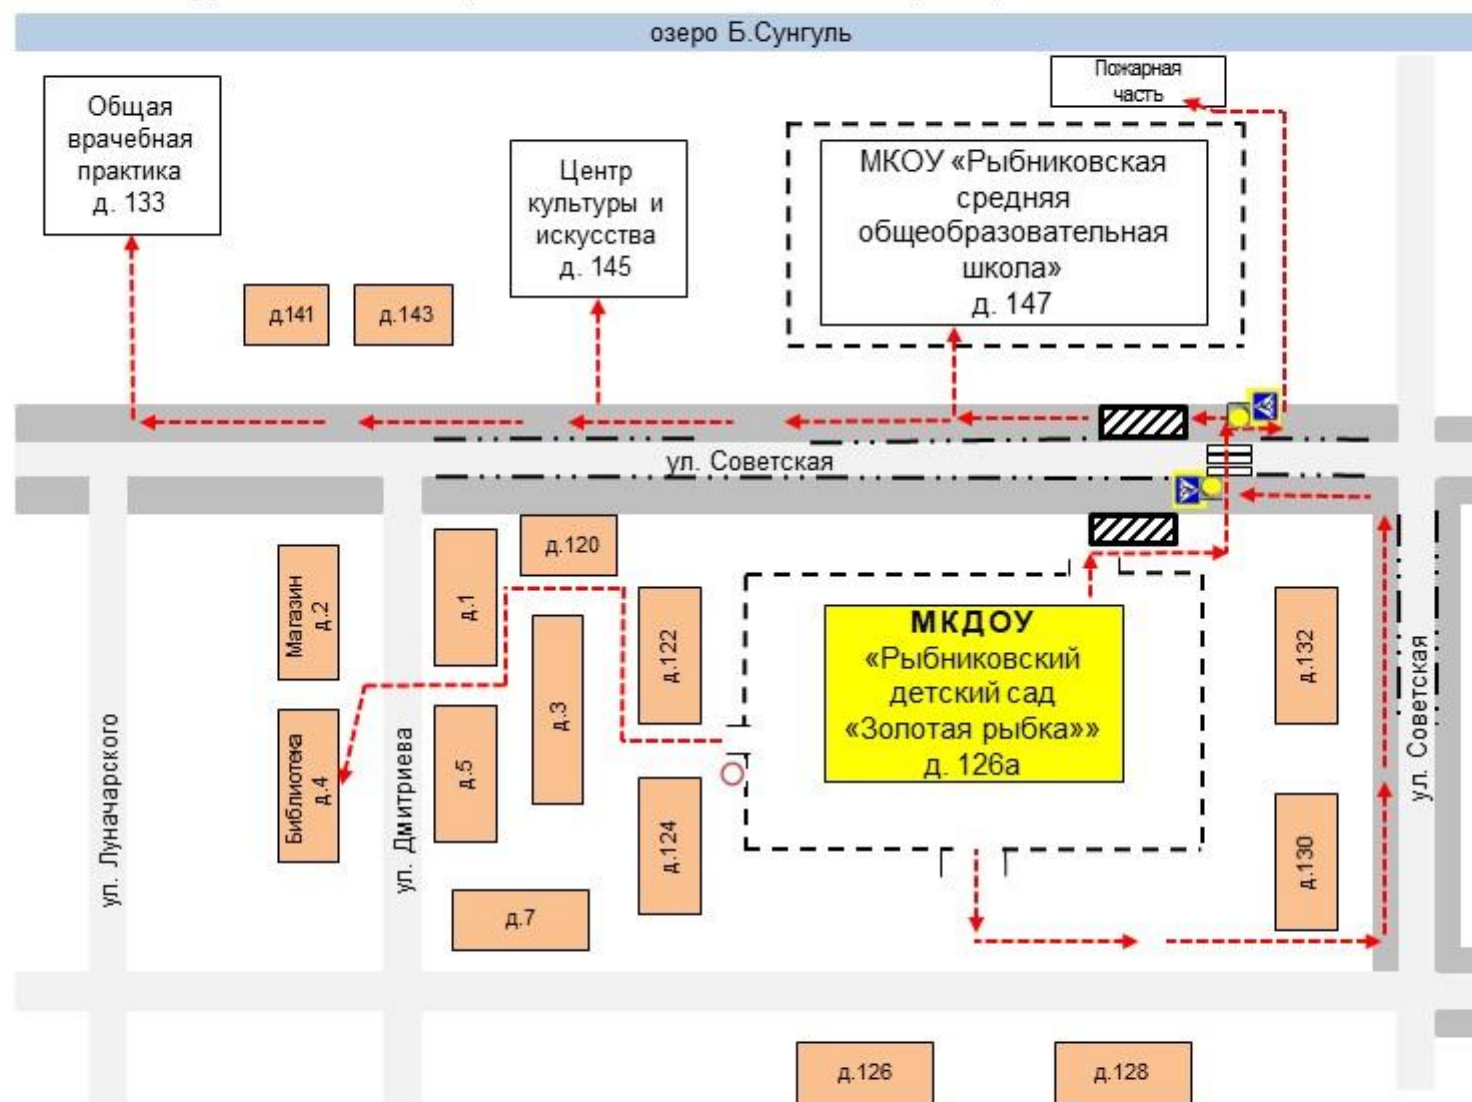 озеро Б.Сунгуль
Пожарная
часть
Общая
врачебная
практика
д. 133
Центр
культуры и
искусства
д. 145
МКОУ «Рыбниковская
средняя
общеобразовательная
школа»
д. 147
д.141
д.143
ул. Советская
д.120
д.1
Магазин
д.2
д.122
д.3
МКДОУ
«Рыбниковский
детский сад
«Золотая рыбка»»
д. 126а
д.132
ул. Советская
ул. Луначарского
Библиотека
д.4
ул. Дмитриева
д.5
д.124
д.130
д.7
д.126
д.128